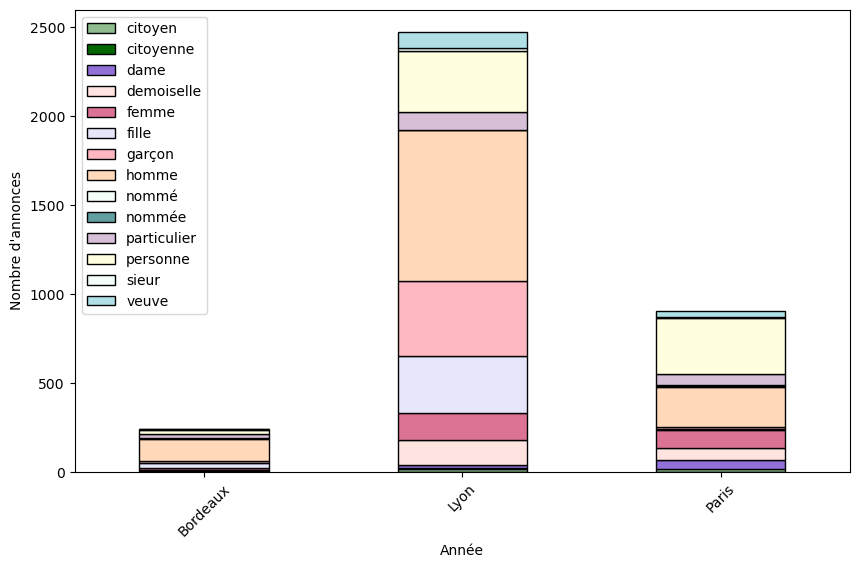 citoyen
citoyenne
dame
demoiselle
femme
fille
garçon
homme
nommé
nommée
particulier
personne
sieur
veuve
2500
2000
1500
1000
500
0
Nombre d'annonces
Bordeaux
Lyon
Paris
Année